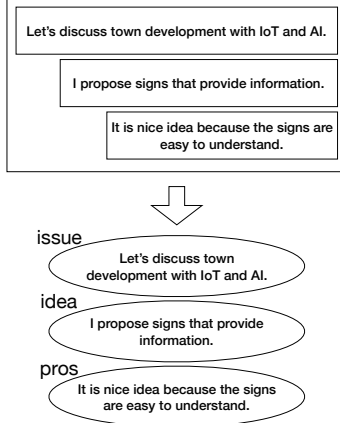 Let's discuss town development with IoT and AI.
I propose signs that provide information.
It is nice idea because the signs are
easy to understand.
issue
Let's discuss town
development with IoT and AI.
idea
I propose signs that provide
information.
pros
It is nice idea because the signs
are easy to understand.